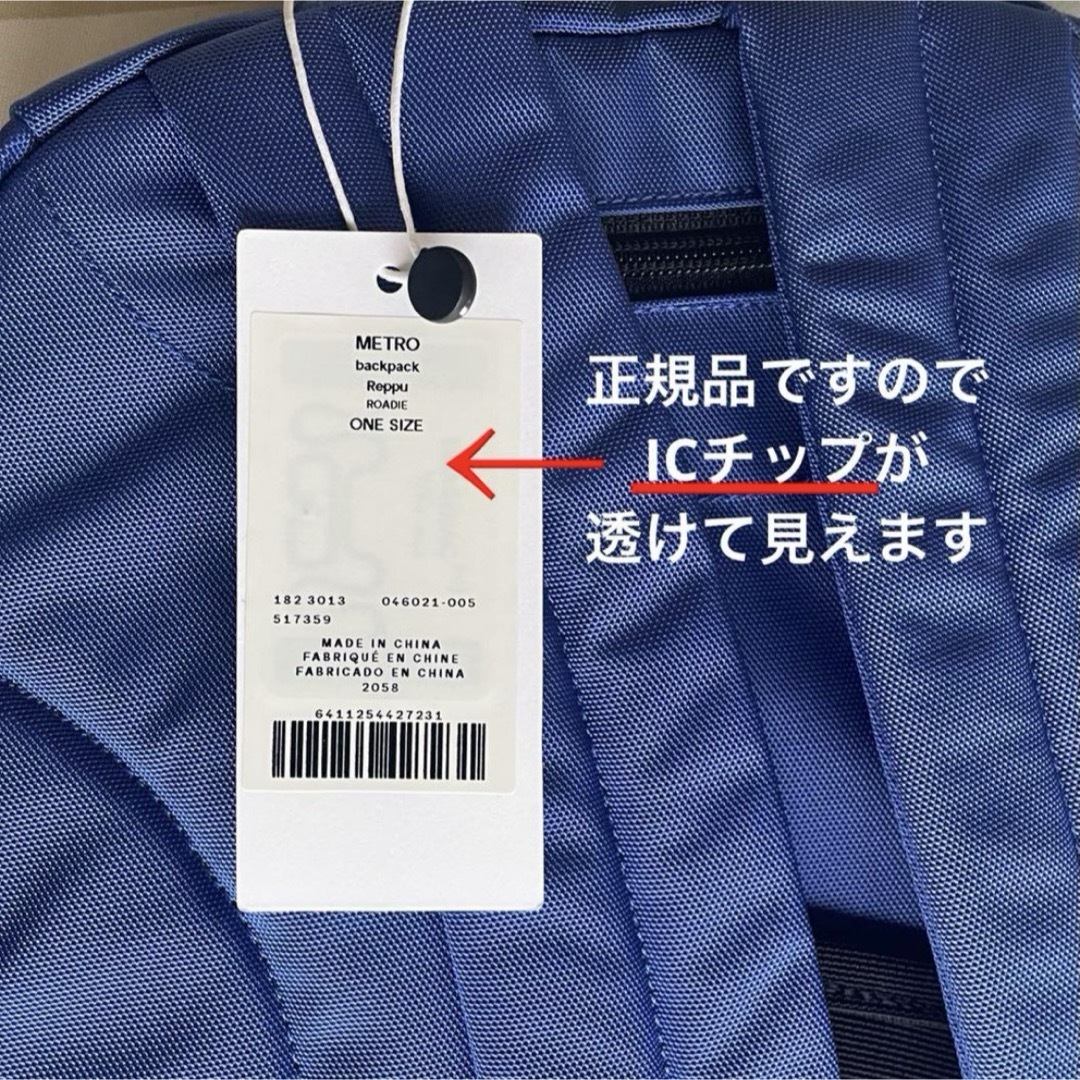 METRO
backpack
Reppu
ROADIE
ONE SIZE
正規品ですので
ICチップが
透けて見えます
182 3013 046021-005
517359
MADE IN CHINA
FABRIQUÉ EN CHINE
FABRICADO EN CHINA
2058
6411254427231